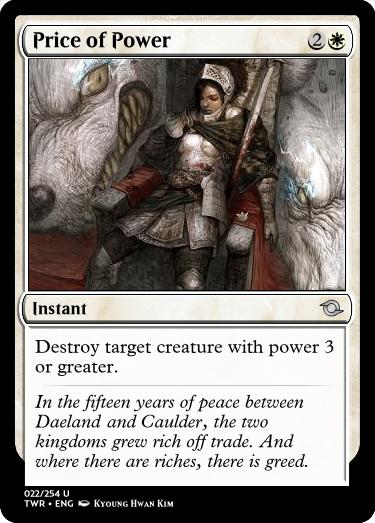 Price of Power 2
Instant
Destroy target creature with power 3
or greater.
In the fifteen years of peace between
Daeland and Caulder, the two
kingdoms grew rich off trade. And
where there are riches, there is greed.
022/254 U
TWR • ENG Kyoung Hwan Kim